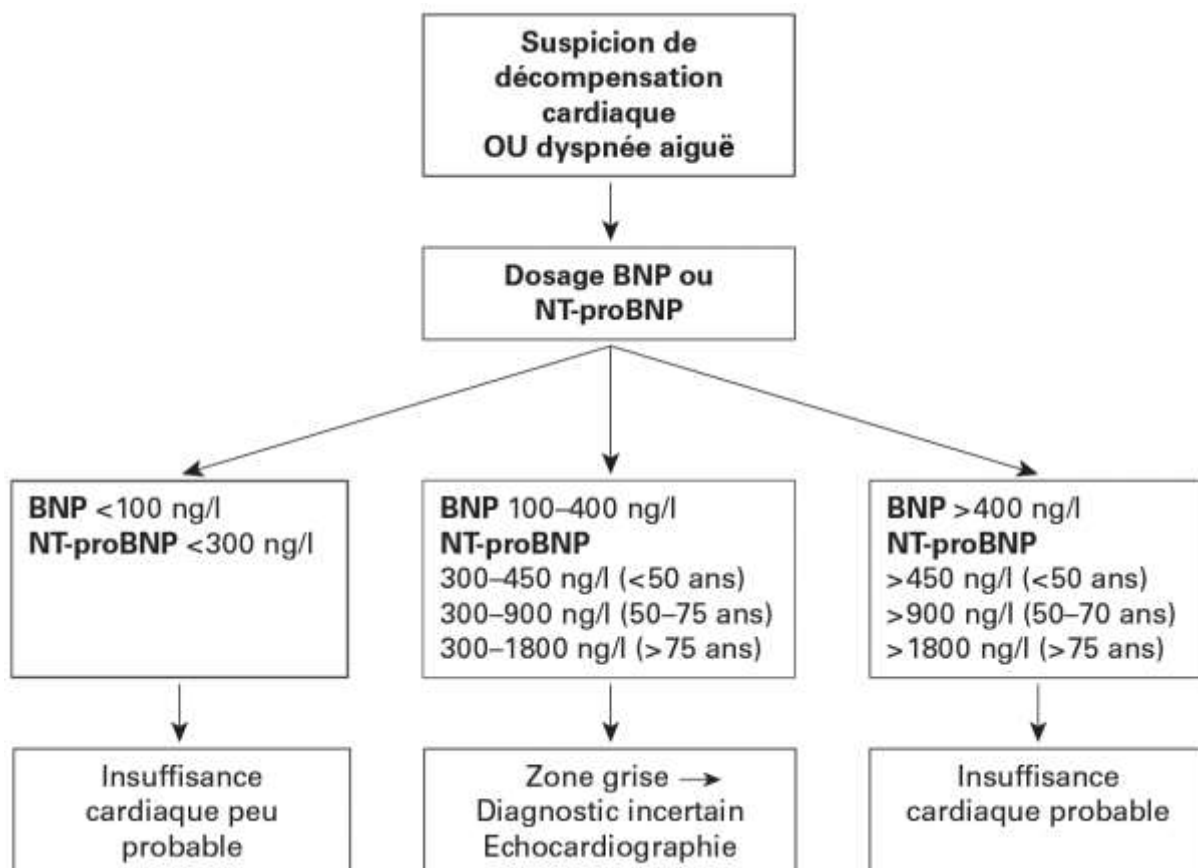 Suspicion de
décompensation
cardiaque
OU dyspnée aiguë
Dosage BNP ou
NT-proBNP
BNP <100 ng/l
NT-proBNP <300 ng/l
BNP 100–400 ng/l
NT-proBNP
300–450 ng/l (<50 ans)
300–900 ng/l (50–75 ans)
300–1800 ng/l (>75 ans)
BNP >400 ng/l
NT-proBNP
>450 ng/l (<50 ans)
>900 ng/l (50–70 ans)
>1800 ng/l (>75 ans)
Insuffisance
cardiaque peu
probable
Zone grise →
Diagnostic incertain
Echocardiographie
Insuffisance
cardiaque probable